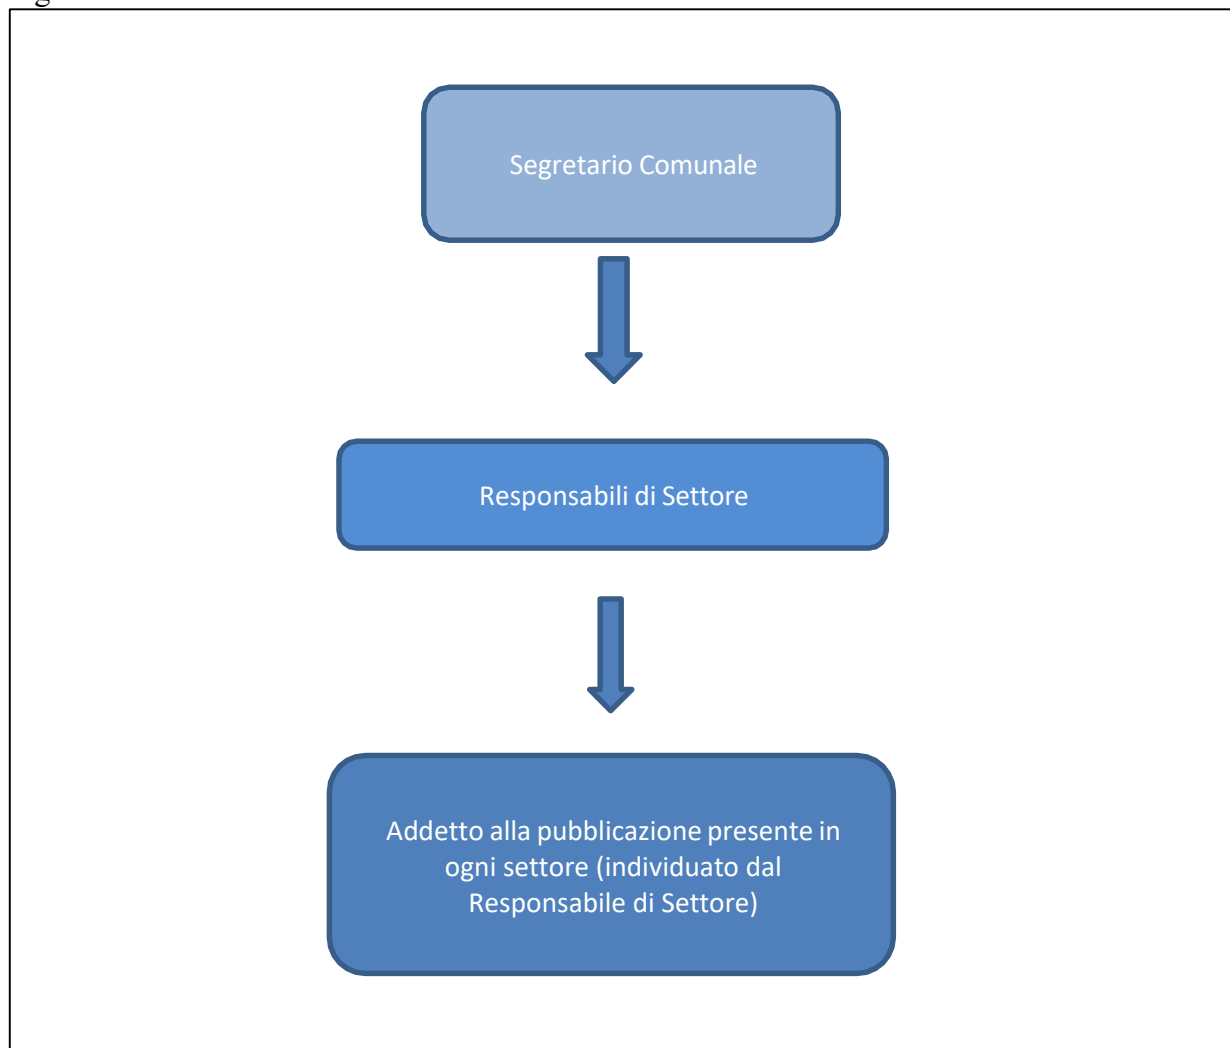 Segretario Comunale
Responsabili di Settore
Addetto alla pubblicazione presente in
ogni settore (individuato dal
Responsabile di Settore)